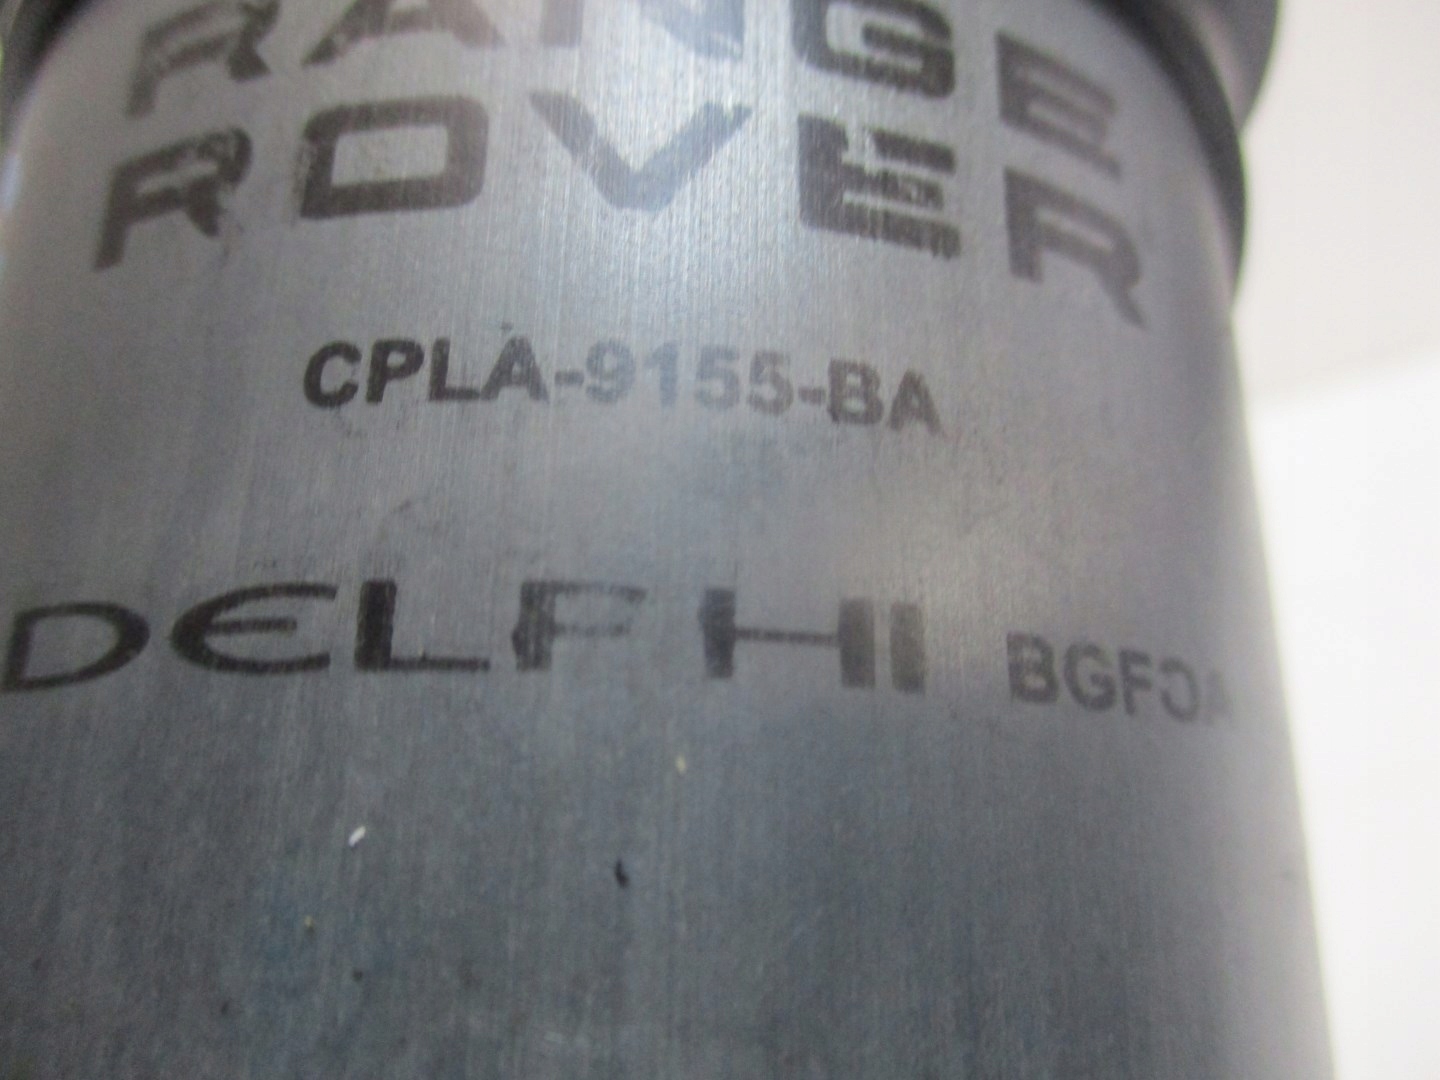 RANGE
ROVER
CPLA-9155-BA
DELPHI